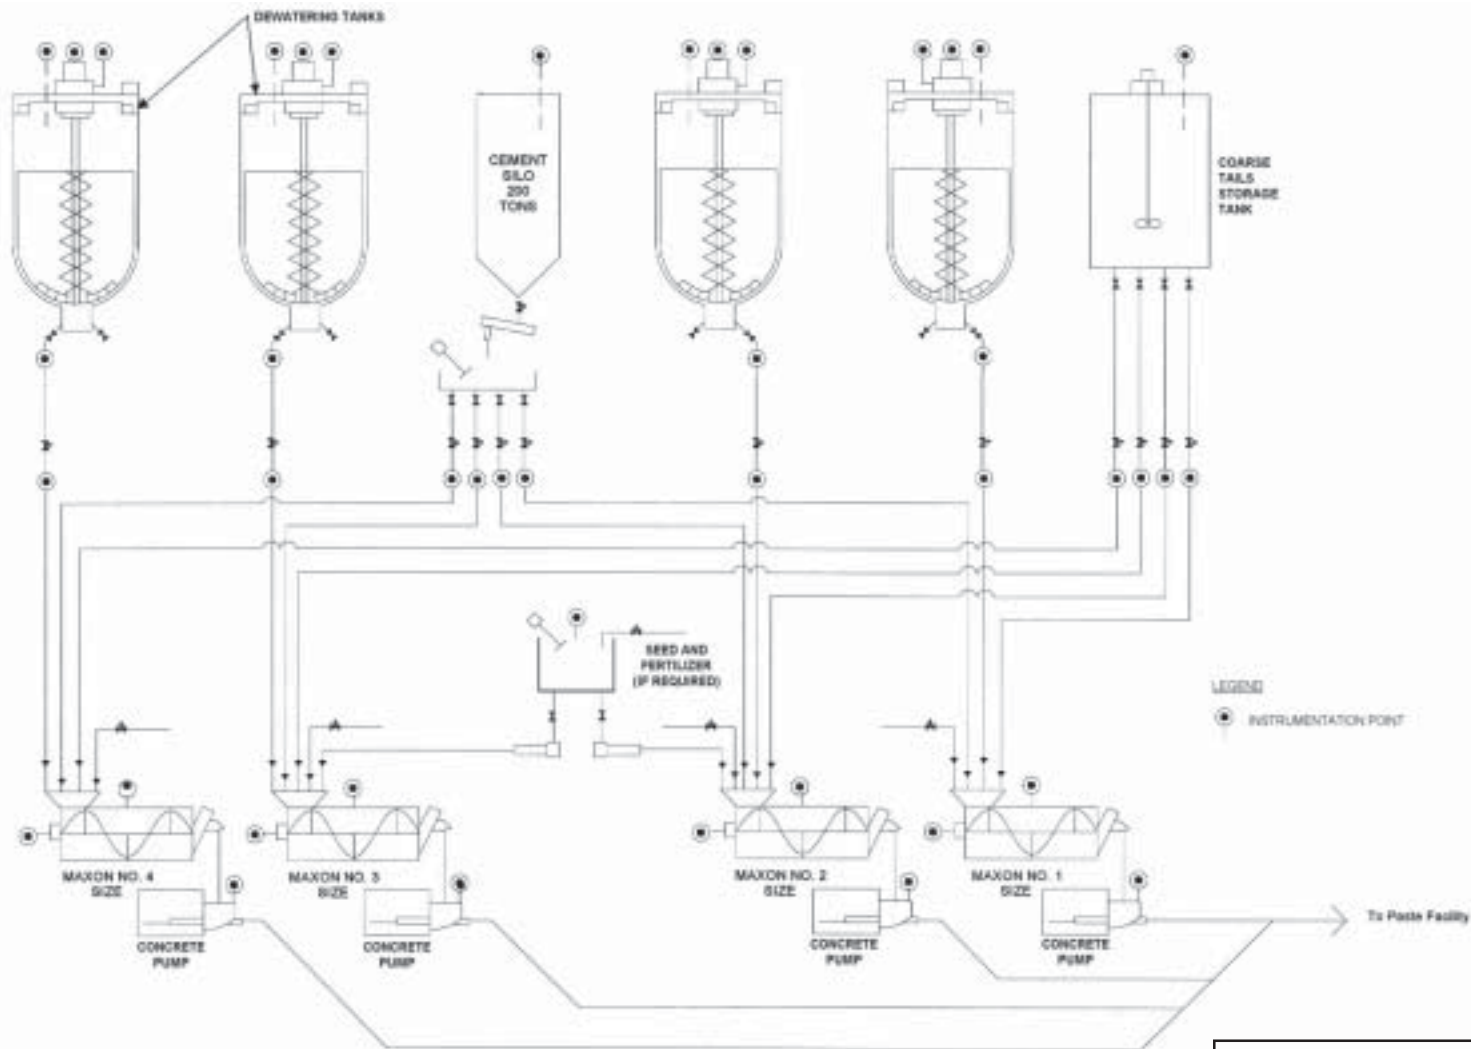 DEWATERING TANKS
CEMENT
SILO
200
TONS
COARSE
TAILS
STORAGE
TANK
SEED AND
FERTILIZER
(IF REQUIRED)
LEGEND
INSTRUMENTATION POINT
MAXON NO. 4
SIZE
MAXON NO. 3
SIZE
MAXON NO. 2
SIZE
MAXON NO. 1
SIZE
CONCRETE
PUMP
CONCRETE
PUMP
CONCRETE
PUMP
CONCRETE
PUMP
To Paste Facility